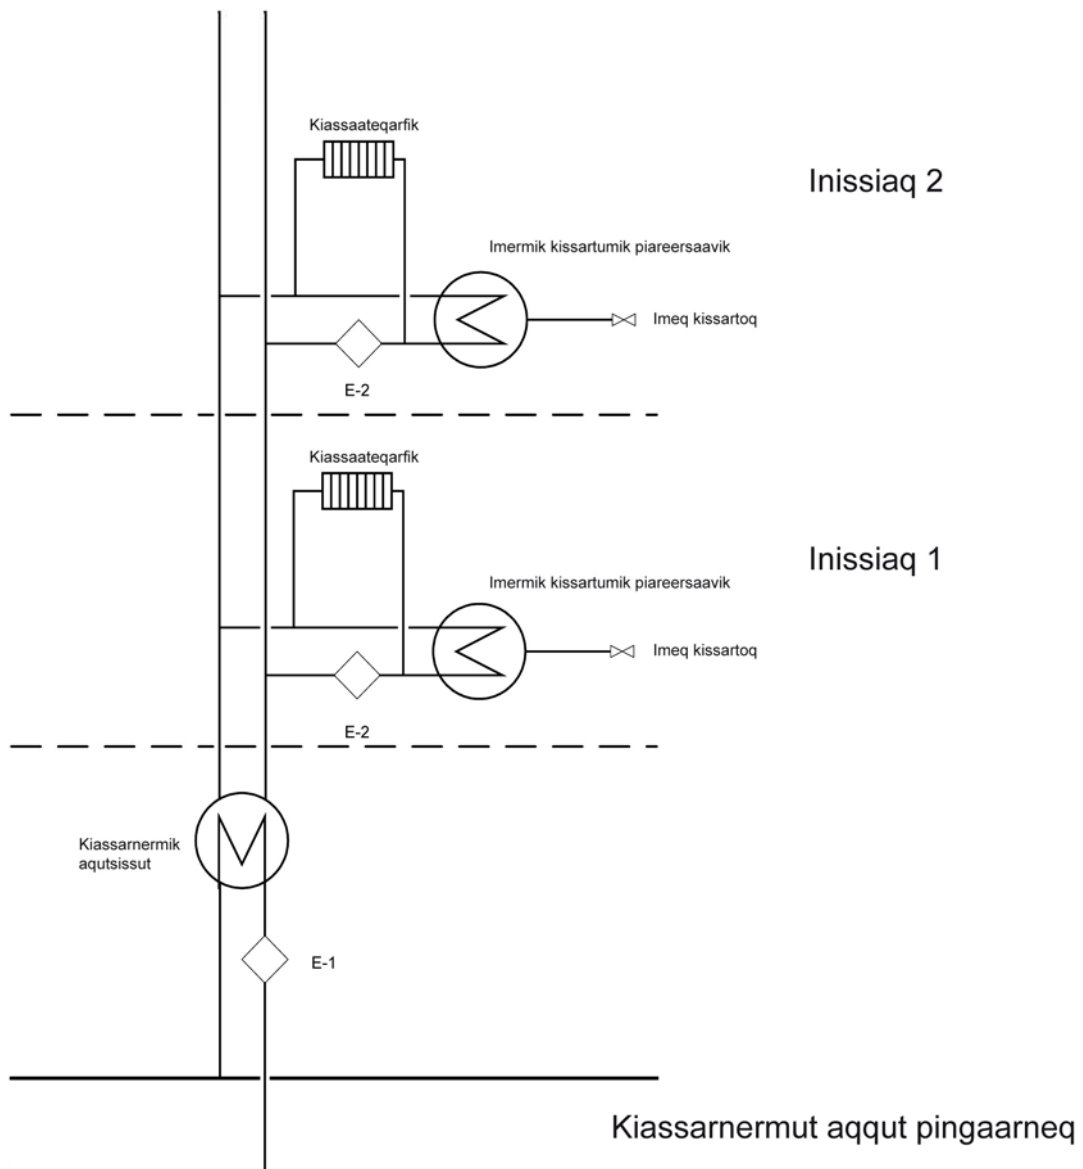 Kiassaateqarfik
Inissiaq 2
Imermik kissartumik piareersaavik
Imeq kissartoq
E-2
Kiassaateqarfik
Inissiaq 1
Imermik kissartumik piareersaavik
Imeq kissartoq
E-2
Kiassarnermik
aqutsissut
E-1
Kiassarnermut aqqut pingaarneq